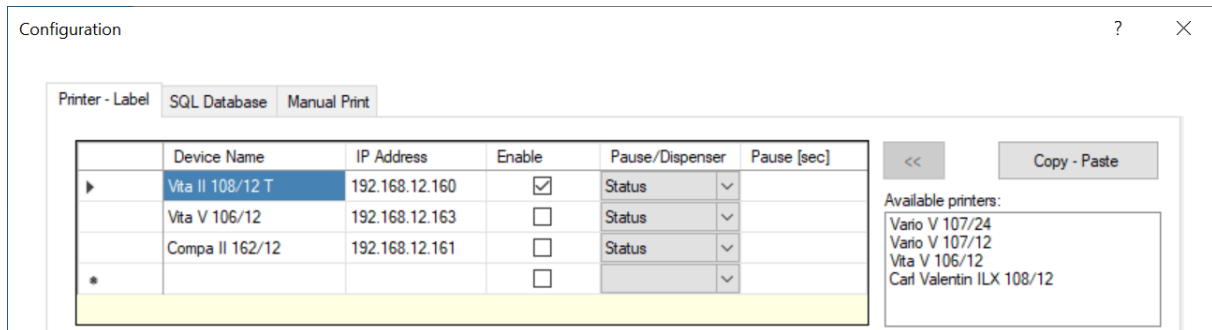 Configuration ?
Printer - Label SQL Database Manual Print
Device Name IP Address Enable Pause/Dispenser Pause [sec]
Vita II 108/12 T 192.168.12.160 Status
Vita V 106/12 192.168.12.163 Status
Compa II 162/12 192.168.12.161 Status
*
<< Copy - Paste
Available printers:
Vario V 107/24
Vario V 107/12
Vita V 106/12
Carl Valentin ILX 108/12